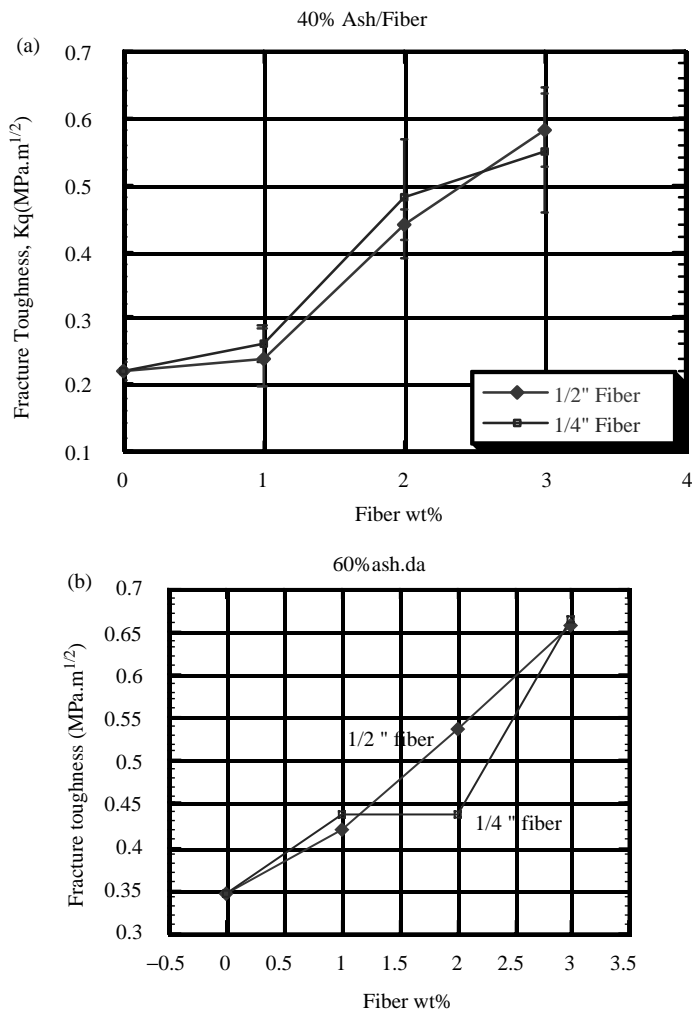 40% Ash/Fiber
(a)
Fracture Toughness, Kq(MPa.m1/2)
0.7
0.6
0.5
0.4
0.3
0.2
0.1
0 1 2 3 4
Fiber wt%
1/2" Fiber
1/4" Fiber
60%ash.da
(b)
Fracture toughness (MPa.m1/2)
0.7
0.65
0.6
0.55
0.5
0.45
0.4
0.35
0.3
1/2 " fiber
1/4 " fiber
−0.5 0 0.5 1 1.5 2 2.5 3 3.5
Fiber wt%